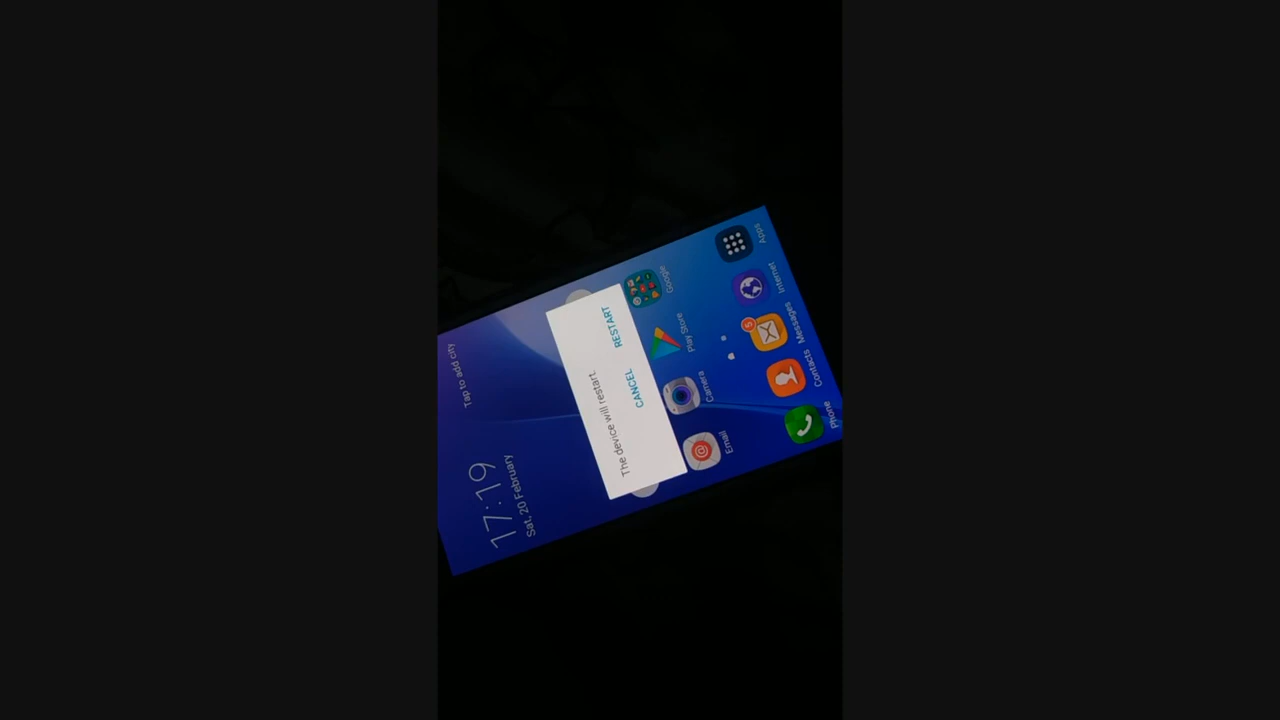 Tap to add city
17:19
Sat, 20 February
The device will restart.
CANCEL RESTART
Email Camera Play Store Google
5
Phone Contacts Messages Internet Apps